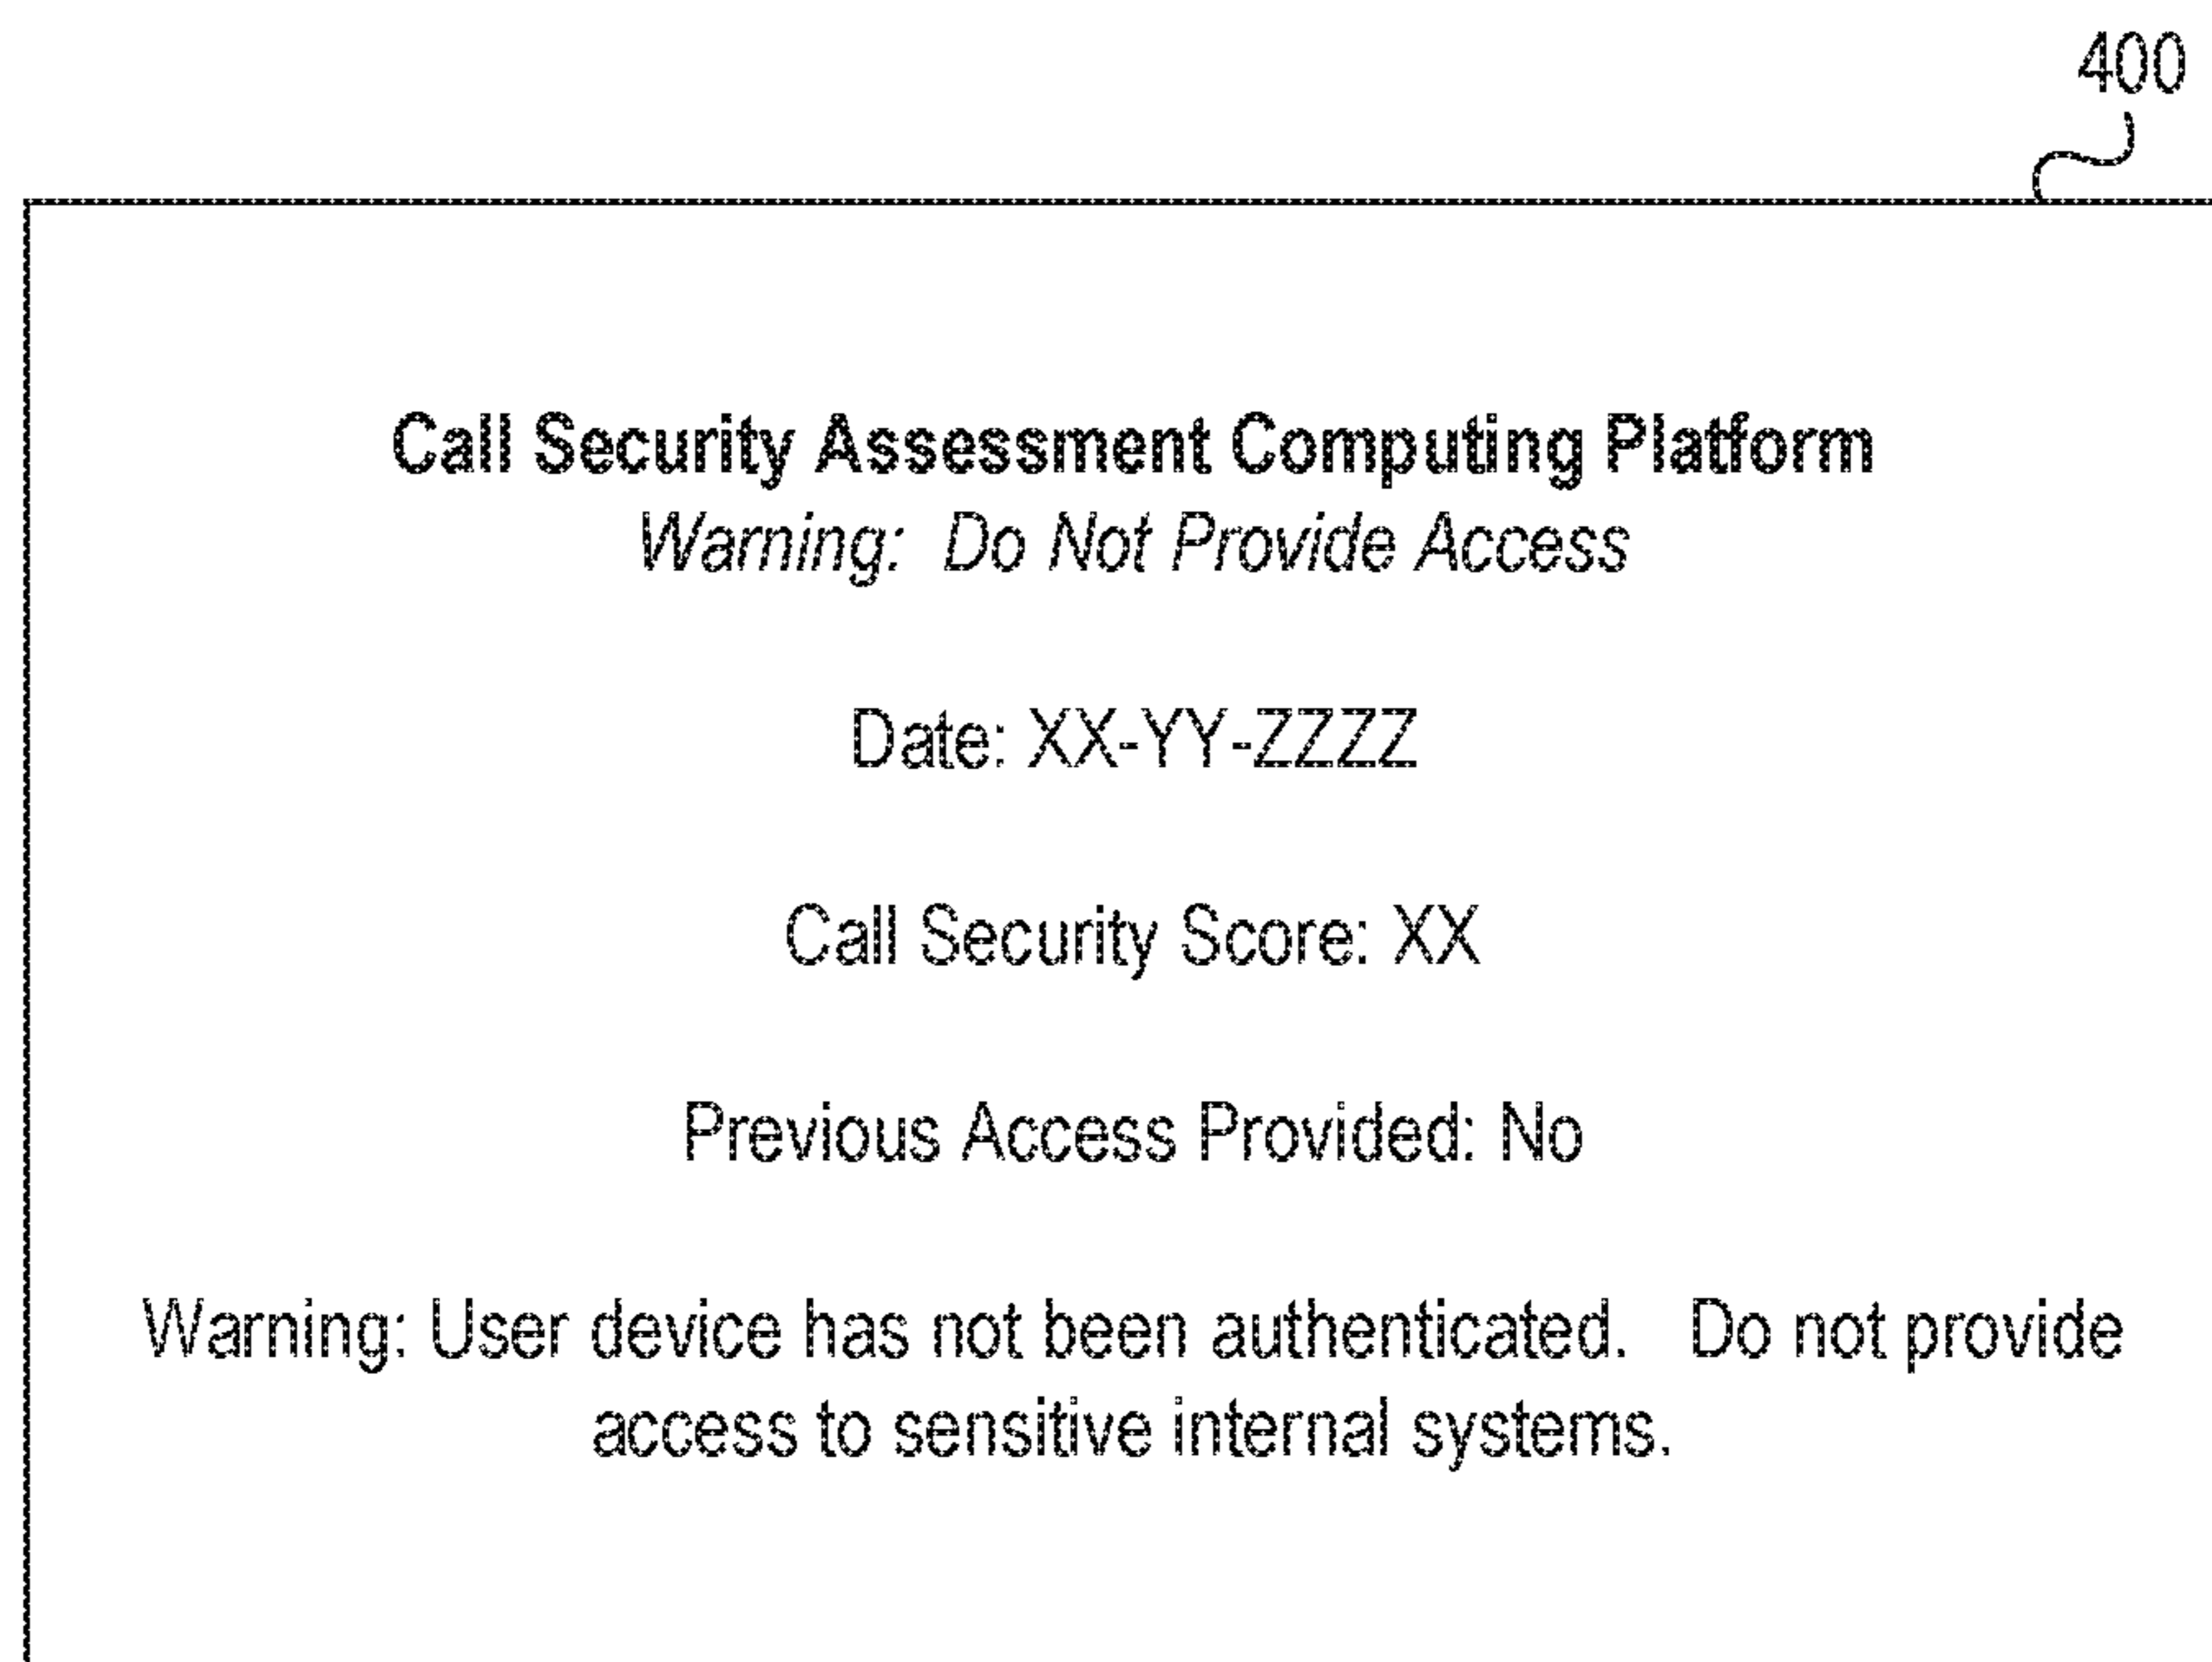 400
Call Security Assessment Computing Platform
Warning: Do Not Provide Access
Date: XX-YY-ZZZZ
Call Security Score: XX
Previous Access Provided: No
Warning: User device has not been authenticated. Do not provide
access to sensitive internal systems.